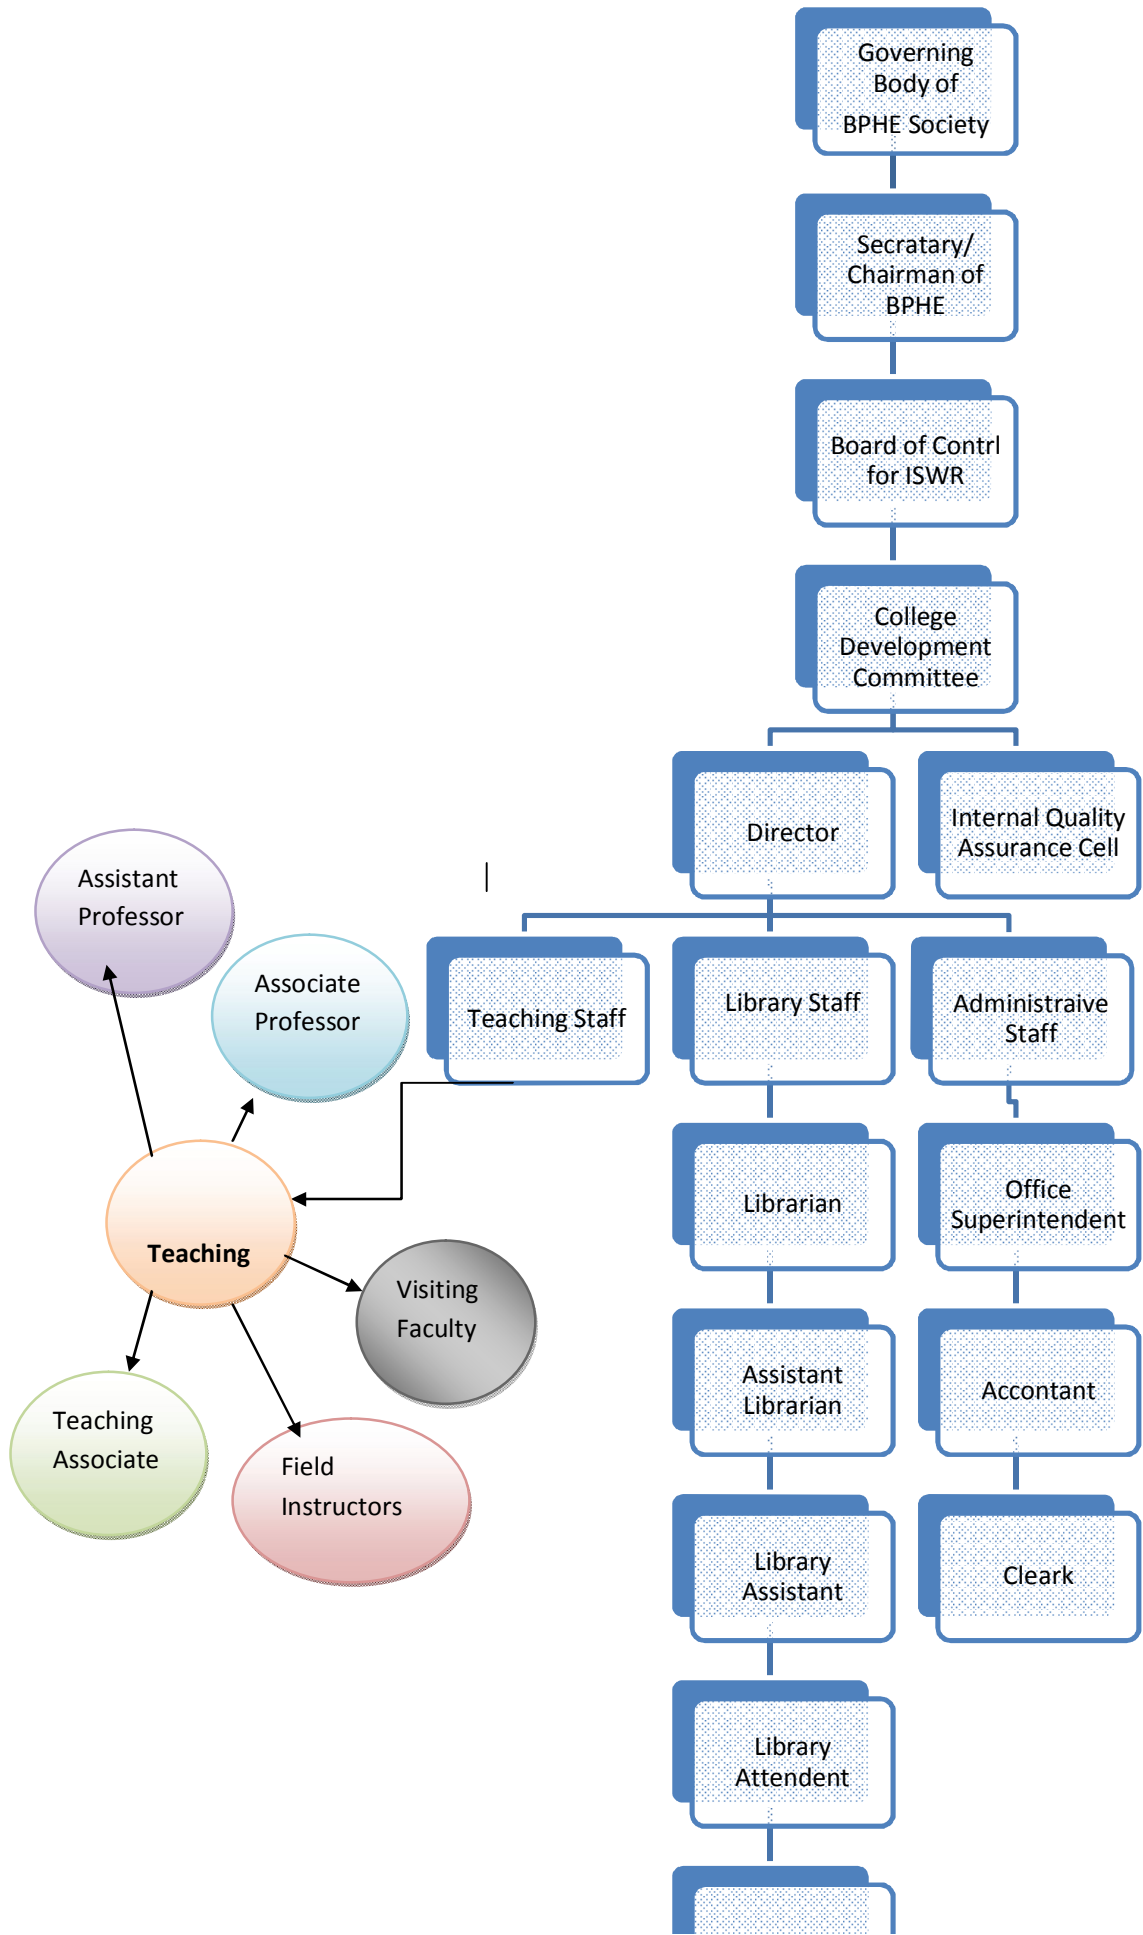 Governing
Body of
BPHE Society
Secratary/
Chairman of
BPHE
Board of Contrl
for ISWR
College
Development
Committee
Director
Internal Quality
Assurance Cell
Teaching Staff
Library Staff
Administraive
Staff
Assistant
Professor
Associate
Professor
Teaching
Visiting
Faculty
Teaching
Associate
Field
Instructors
Librarian
Office
Superintendent
Assistant
Librarian
Accontant
Library
Assistant
Cleark
Library
Attendent